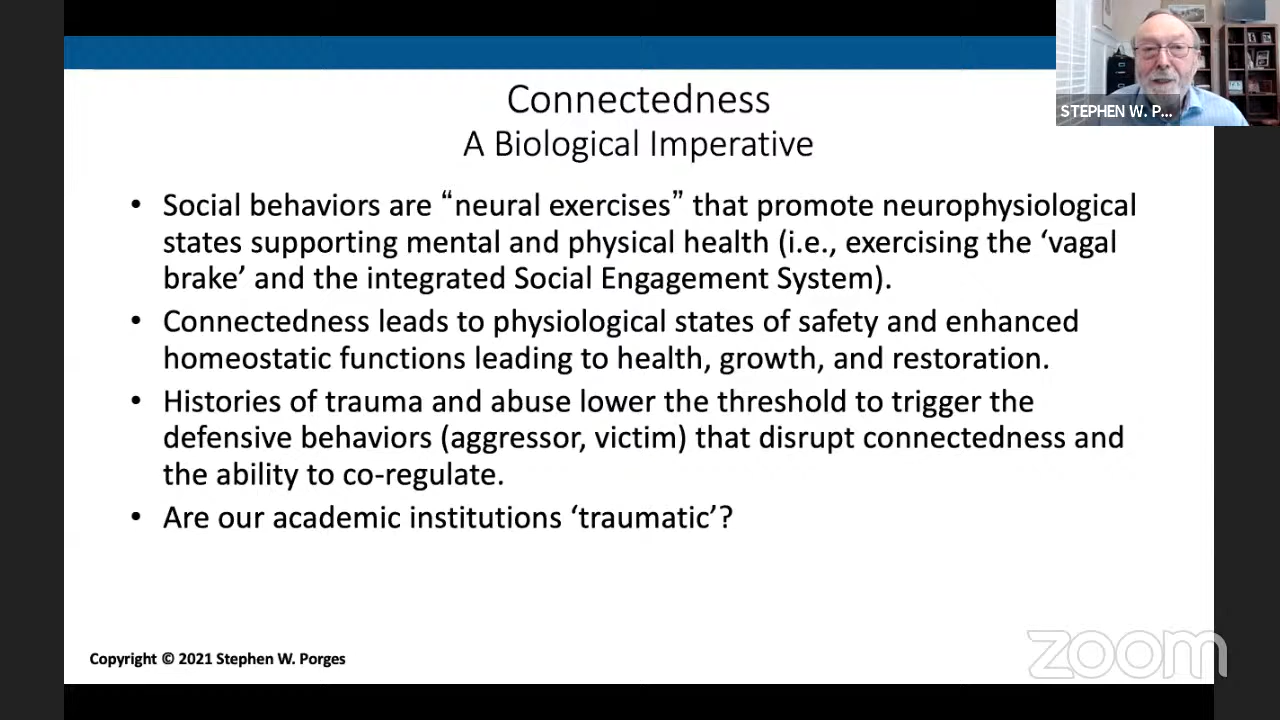 Connectedness
A Biological Imperative
STEPHEN W. P...
• Social behaviors are “neural exercises” that promote neurophysiological
states supporting mental and physical health (i.e., exercising the ‘vagal
brake’ and the integrated Social Engagement System).
• Connectedness leads to physiological states of safety and enhanced
homeostatic functions leading to health, growth, and restoration.
• Histories of trauma and abuse lower the threshold to trigger the
defensive behaviors (aggressor, victim) that disrupt connectedness and
the ability to co-regulate.
• Are our academic institutions ‘traumatic’?
Copyright © 2021 Stephen W. Porges
zoom